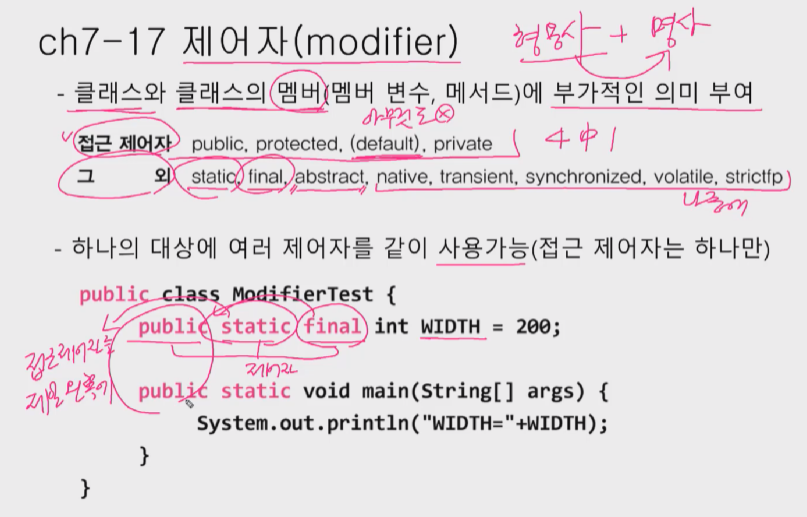 ch7-17 제어자(modifier) 형용사 + 명사
- 클래스와 클래스의 멤버(멤버 변수, 메서드)에 부가적인 의미 부여
아무것도 ⊗
접근 제어자 public, protected, (default), private 4 中 1
그 외 static, final, abstract, native, transient, synchronized, volatile, strictfp
나중에
- 하나의 대상에 여러 제어자를 같이 사용가능(접근 제어자는 하나만)
public class ModifierTest {
public static final int WIDTH = 200;
접근제어자를
제어자
제일 왼쪽에
public static void main(String[] args) {
System.out.println("WIDTH="+WIDTH);
}
}